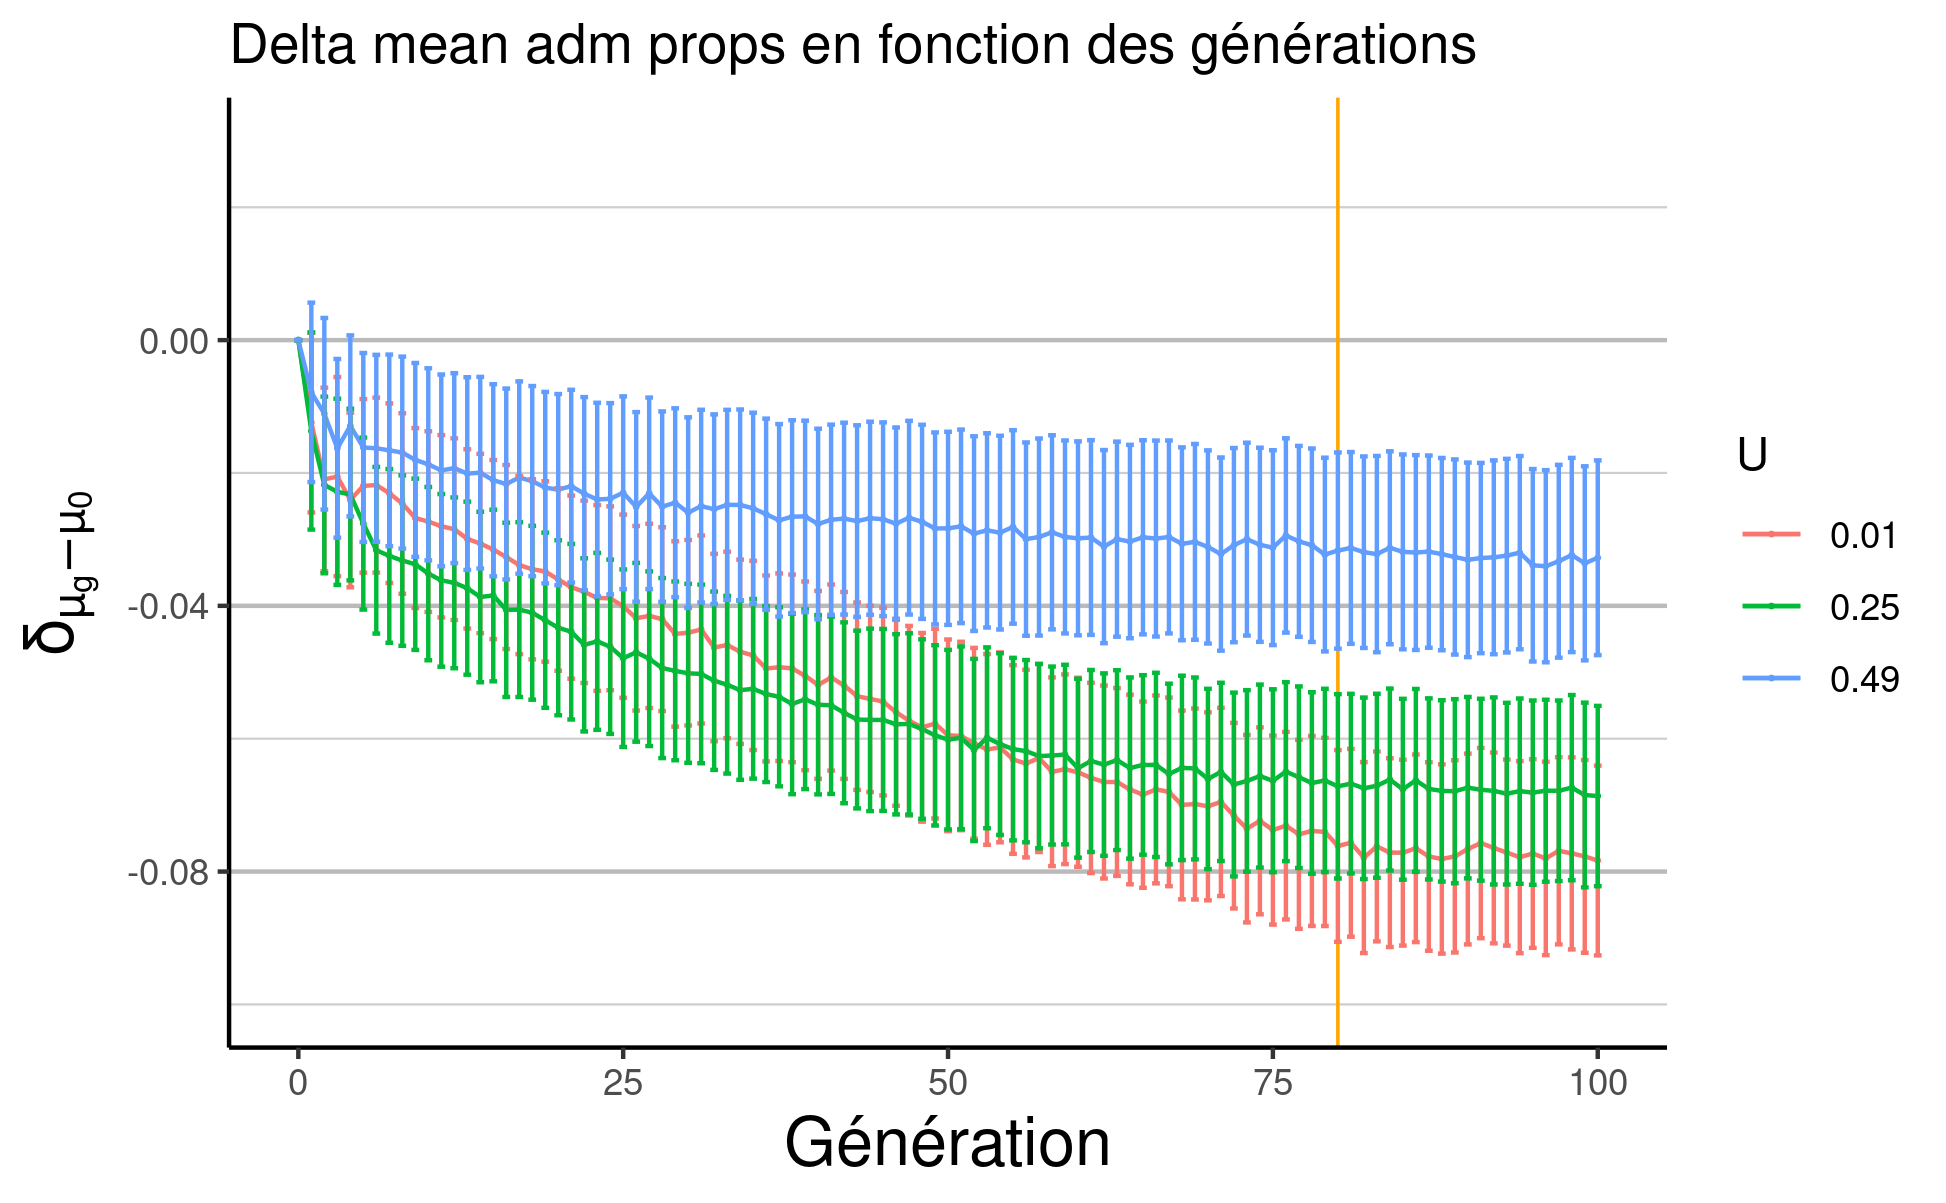 Delta mean adm props en fonction des générations
δμg−μ0
0.00
-0.04
-0.08
0
25
50
75
100
Génération
U
0.01
0.25
0.49